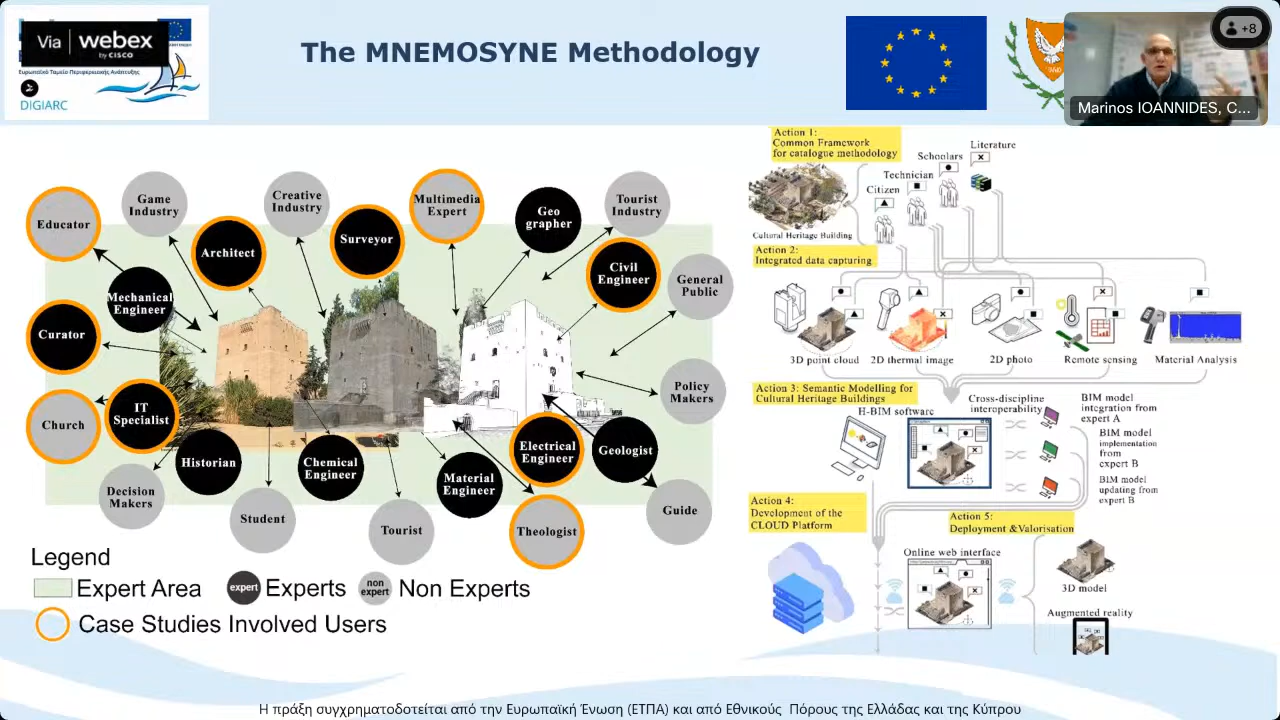 Via webex
by CISCO
Ευρωπαϊκό Ταμείο Περιφερειακής Ανάπτυξης
DIGIARC
The MNEMOSYNE Methodology
+8
Marinos IOANNIDES, C...
Educator
Game
Industry
Architect
Creative
Industry
Surveyor
Multimedia
Expert
Geo
grapher
Tourist
Industry
Civil
Engineer
General
Public
Mechanical
Engineer
Curator
Church
IT
Specialist
Historian
Decision
Makers
Student
Chemical
Engineer
Tourist
Material
Engineer
Electrical
Engineer
Theologist
Geologist
Guide
Policy
Makers
Legend
Expert Area
expert
Experts
non
expert
Non Experts
Case Studies Involved Users
Action 1:
Common Framework
for catalogue methodology
Citizen
Technician
Schoolars
Literature
Cultural Heritage Building
Action 2:
Integrated data capturing
3D point cloud
2D thermal image
2D photo
Remote sensing
Material Analysis
Action 3: Semantic Modelling for
Cultural Heritage Buildings
H-BIM software
Cross-discipline
interoperability
BIM model
integration from
expert A
BIM model
implementation
from
expert B
BIM model
updating from
expert B
Action 4:
Development of the
CLOUD Platform
Action 5:
Deployment &Valorisation
Online web interface
3D model
Augmented reality
Η πράξη συγχρηματοδοτείται από την Ευρωπαϊκή Ένωση (ΕΤΠΑ) και από Εθνικούς Πόρους της Ελλάδας και της Κύπρου